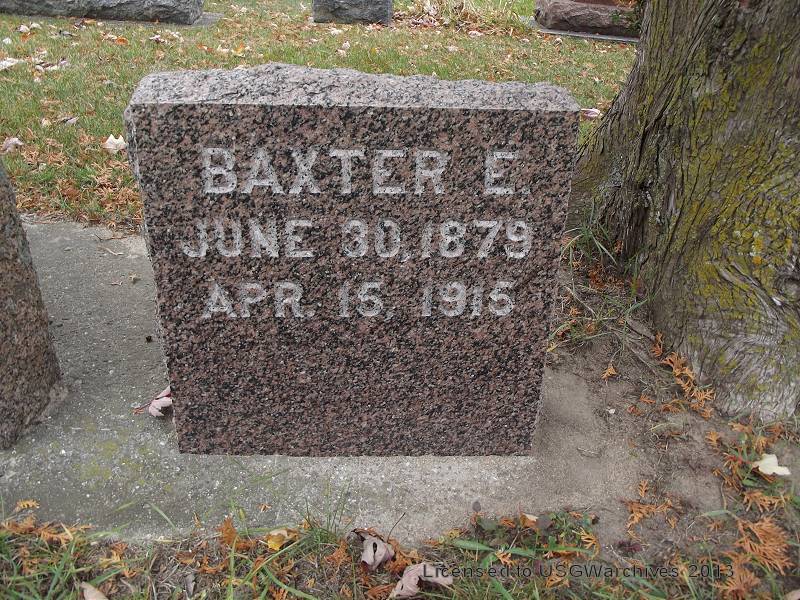 BAXTER E.
JUNE 30, 1879
APR. 15, 1915
Licensed to USGWarchives 2013